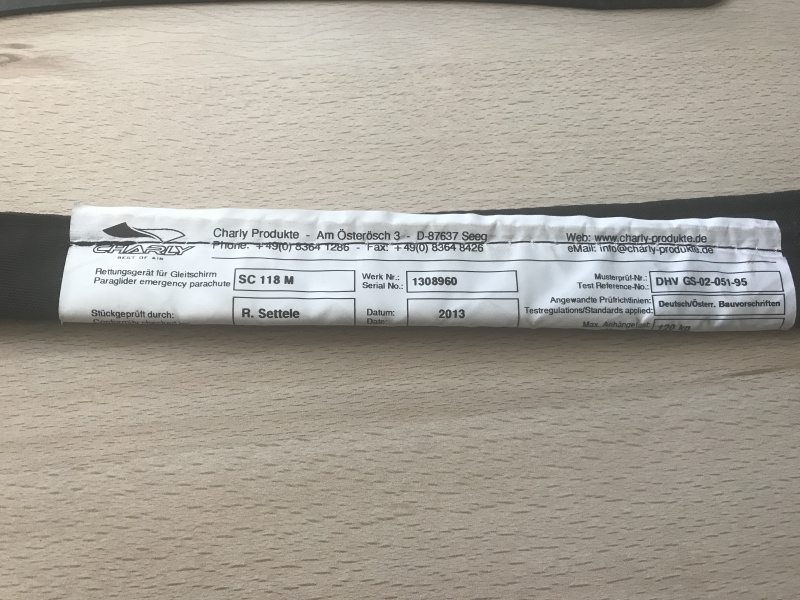 CHARLY
BEST OF AIR
Charly Produkte - Am Österösch 3 - D-87637 Seeg
Phone: +49(0) 8364 1286 - Fax: +49(0) 8364 8426
Web: www.charly-produkte.de
eMail: info@charly-produkte.de
Rettungsgerät für Gleitschirm
Paraglider emergency parachute
SC 118 M
Werk Nr.:
Serial No.:
1308960
Musterprüf-Nr.:
Test Reference-No.:
DHV GS-02-051-95
Stückgeprüft durch:
R. Settele
Datum:
Date:
2013
Angewandte Prüfrichtlinien:
Testregulations/Standards applied:
Deutsch/Österr. Bauvorschriften
Max. Anhängelast:
kg